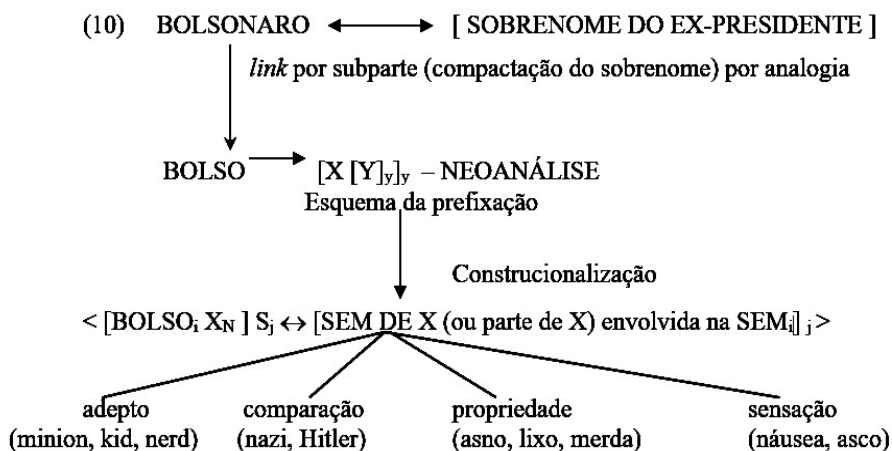 (10) BOLSONARO ↔ [ SOBRENOME DO EX-PRESIDENTE ]
link por subparte (compactação do sobrenome) por analogia
BOLSO → [X [Y]y]y – NEOANÁLISE
Esquema da prefixação
Construcionalização
< [BOLSOi XN ] Sj ↔ [SEM DE X (ou parte de X) envolvida na SEMi] j >
adepto comparação propriedade sensação
(minion, kid, nerd) (nazi, Hitler) (asno, lixo, merda) (náusea, asco)